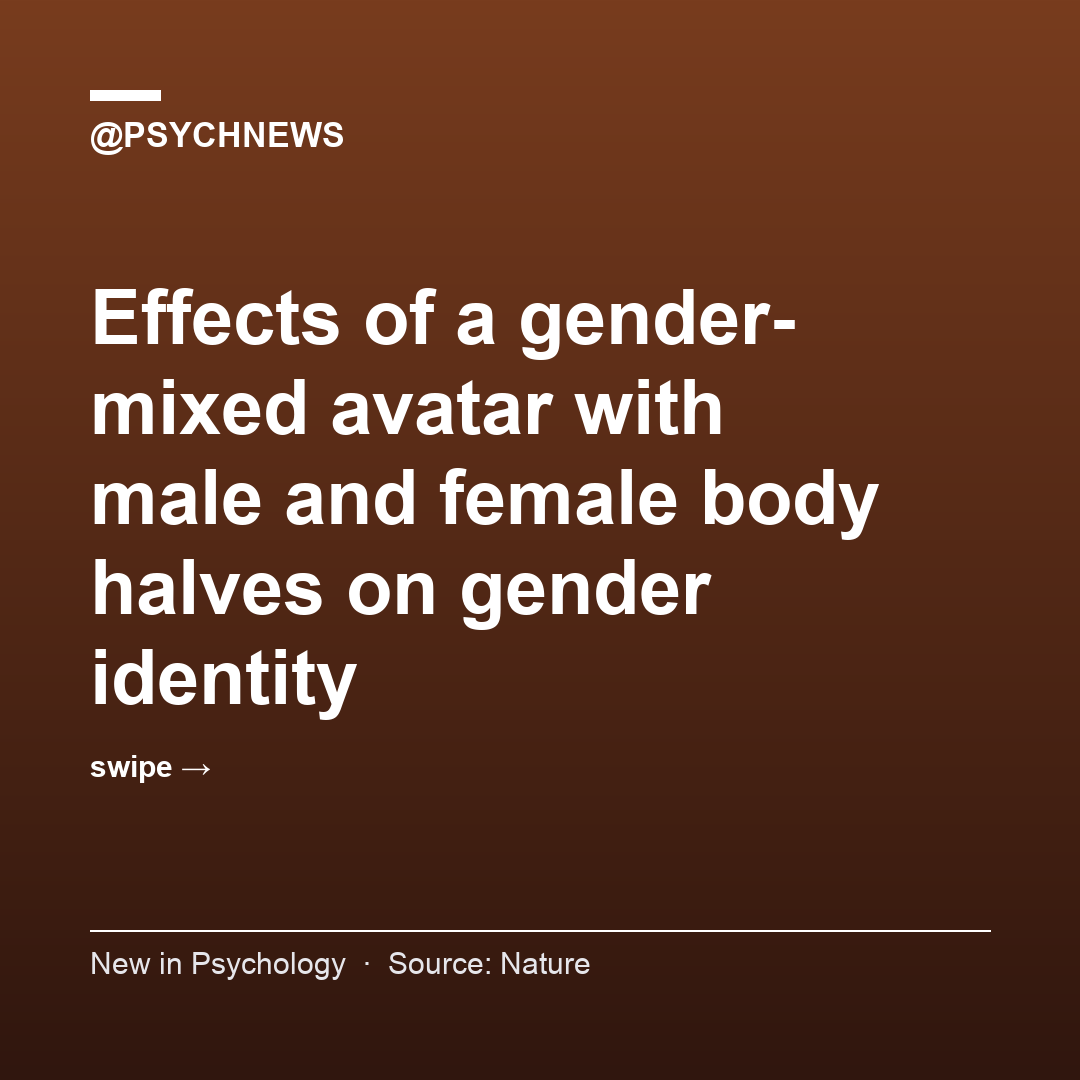 @PSYCHNEWS
Effects of a gender-
mixed avatar with
male and female body
halves on gender
identity
swipe →
New in Psychology · Source: Nature